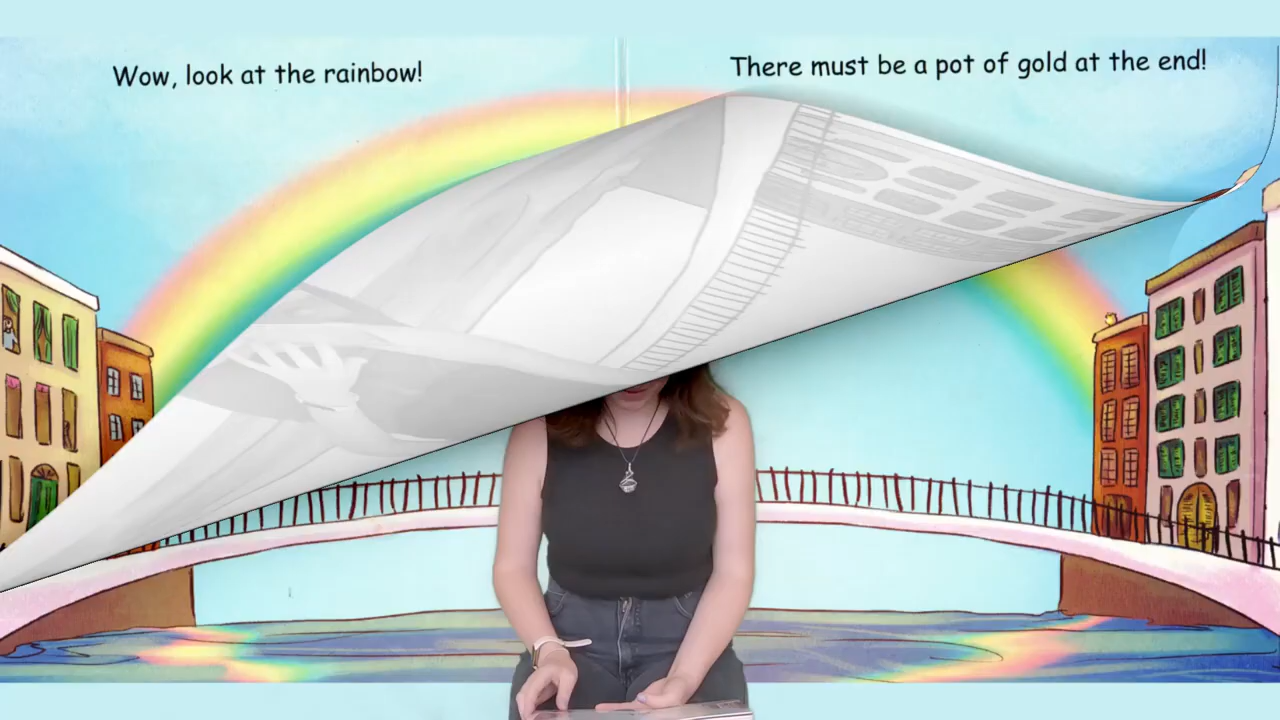 Wow, look at the rainbow!
There must be a pot of gold at the end!